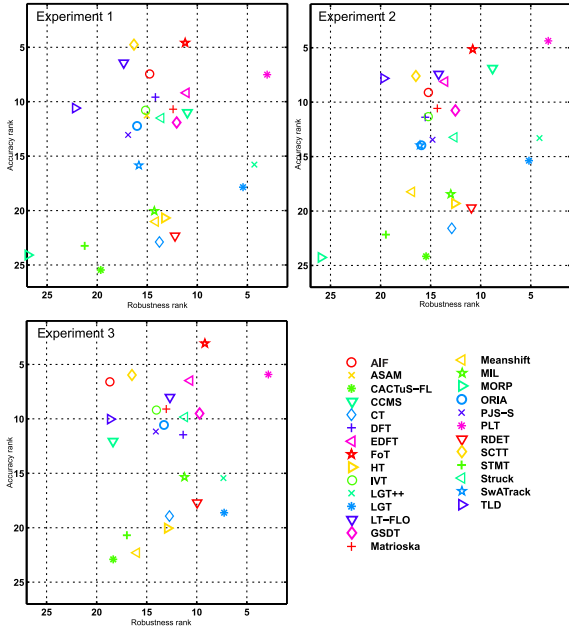 Experiment 1
Accuracy rank
5
10
15
20
25
25
20
15
10
5
Robustness rank
Experiment 2
Accuracy rank
5
10
15
20
25
25
20
15
10
5
Robustness rank
Experiment 3
Accuracy rank
5
10
15
20
25
25
20
15
10
5
Robustness rank
AIF
ASAM
CACTuS-FL
CCMS
CT
DFT
EDFT
FoT
HT
IVT
LGT++
LGT
LT-FLO
GSDT
Matrioska
Meanshift
MIL
MORP
ORIA
PJS-S
PLT
RDET
SCTT
STMT
Struck
SwATrack
TLD